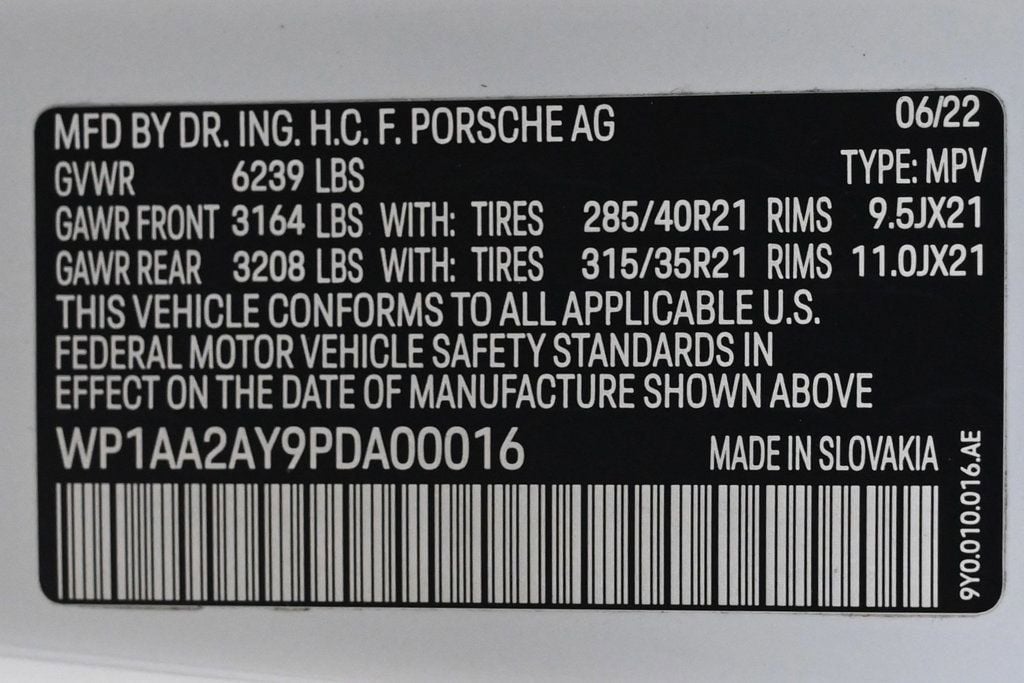 MFD BY DR. ING. H.C. F. PORSCHE AG 06/22
GVWR 6239 LBS TYPE: MPV
GAWR FRONT 3164 LBS WITH: TIRES 285/40R21 RIMS 9.5JX21
GAWR REAR 3208 LBS WITH: TIRES 315/35R21 RIMS 11.0JX21
THIS VEHICLE CONFORMS TO ALL APPLICABLE U.S.
FEDERAL MOTOR VEHICLE SAFETY STANDARDS IN
EFFECT ON THE DATE OF MANUFACTURE SHOWN ABOVE
WP1AA2AY9PDA00016 MADE IN SLOVAKIA
9Y0.010.016.AE